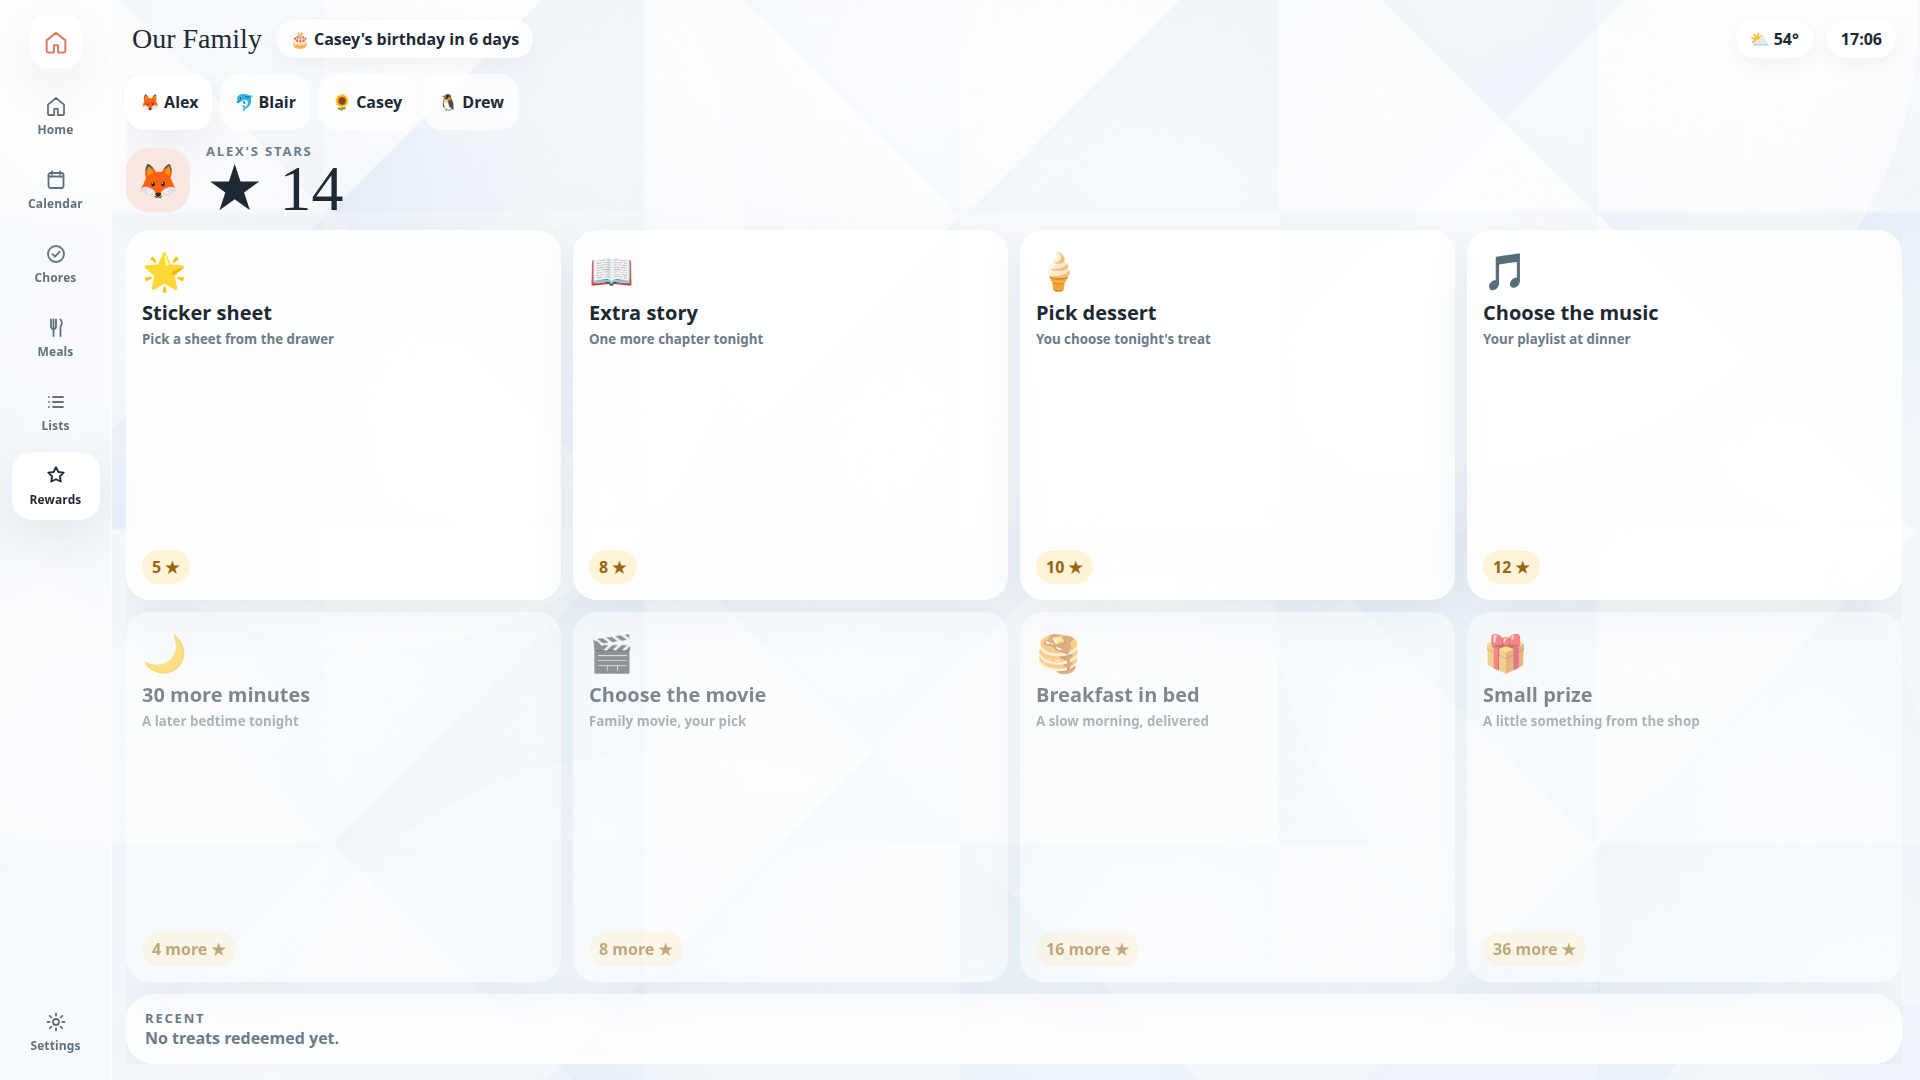 Our Family
🎂 Casey's birthday in 6 days
⛅ 54°
17:06
Home
Calendar
Chores
Meals
Lists
Rewards
Settings
🦊 Alex
🐬 Blair
🌻 Casey
🐧 Drew
ALEX'S STARS
★ 14
Sticker sheet
Pick a sheet from the drawer
5 ★
Extra story
One more chapter tonight
8 ★
Pick dessert
You choose tonight's treat
10 ★
Choose the music
Your playlist at dinner
12 ★
30 more minutes
A later bedtime tonight
4 more ★
Choose the movie
Family movie, your pick
8 more ★
Breakfast in bed
A slow morning, delivered
16 more ★
Small prize
A little something from the shop
36 more ★
RECENT
No treats redeemed yet.